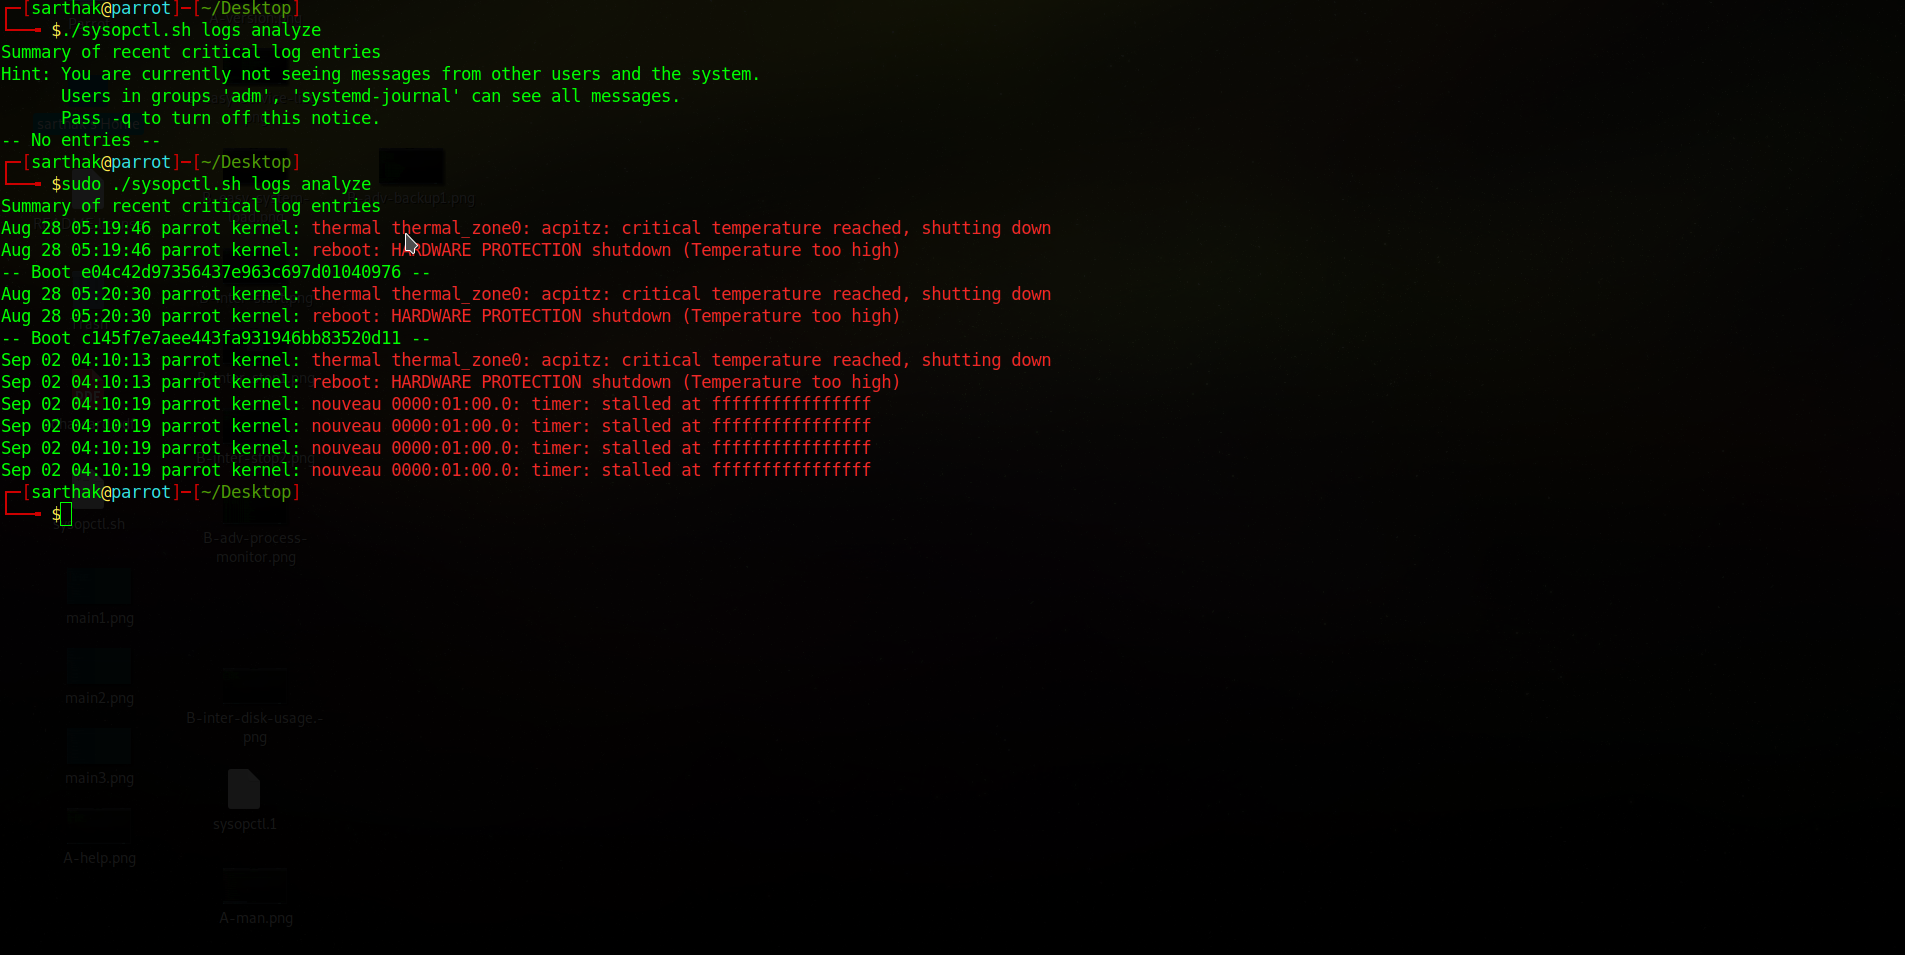 ┌─[sarthak@parrot]─[~/Desktop]
└──╼ $./sysopctl.sh logs analyze
Summary of recent critical log entries
Hint: You are currently not seeing messages from other users and the system.
      Users in groups 'adm', 'systemd-journal' can see all messages.
      Pass -q to turn off this notice.
-- No entries --
┌─[sarthak@parrot]─[~/Desktop]
└──╼ $sudo ./sysopctl.sh logs analyze
Summary of recent critical log entries
Aug 28 05:19:46 parrot kernel: thermal thermal_zone0: acpitz: critical temperature reached, shutting down
Aug 28 05:19:46 parrot kernel: reboot: HARDWARE PROTECTION shutdown (Temperature too high)
-- Boot e04c42d97356437e963c697d01040976 --
Aug 28 05:20:30 parrot kernel: thermal thermal_zone0: acpitz: critical temperature reached, shutting down
Aug 28 05:20:30 parrot kernel: reboot: HARDWARE PROTECTION shutdown (Temperature too high)
-- Boot c145f7e7aee443fa931946bb83520d11 --
Sep 02 04:10:13 parrot kernel: thermal thermal_zone0: acpitz: critical temperature reached, shutting down
Sep 02 04:10:13 parrot kernel: reboot: HARDWARE PROTECTION shutdown (Temperature too high)
Sep 02 04:10:19 parrot kernel: nouveau 0000:01:00.0: timer: stalled at ffffffffffffffff
Sep 02 04:10:19 parrot kernel: nouveau 0000:01:00.0: timer: stalled at ffffffffffffffff
Sep 02 04:10:19 parrot kernel: nouveau 0000:01:00.0: timer: stalled at ffffffffffffffff
Sep 02 04:10:19 parrot kernel: nouveau 0000:01:00.0: timer: stalled at ffffffffffffffff
┌─[sarthak@parrot]─[~/Desktop]
└──╼ $
sysopctl.sh
B-adv-process-
monitor.png
main1.png
main2.png
B-inter-disk-usage.-
png
main3.png
sysopctl.1
A-help.png
A-man.png